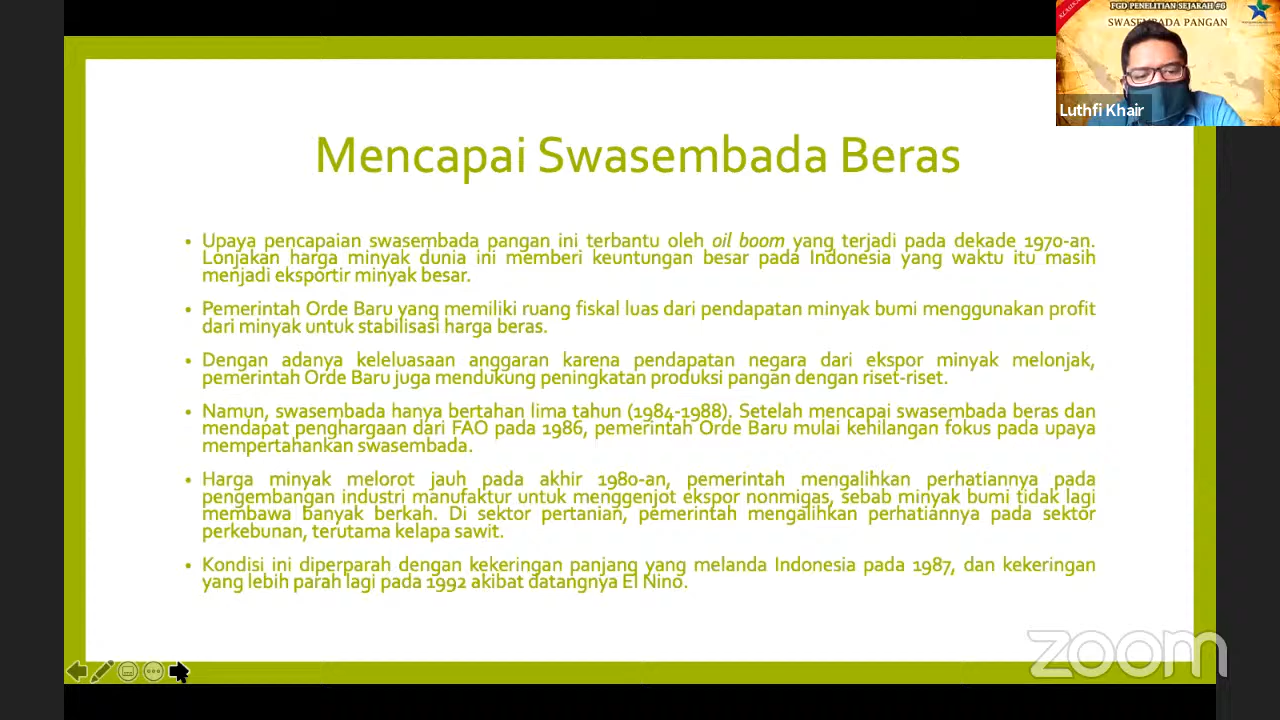 FGD PENELITIAN SEJARAH #6
SWASEMBADA PANGAN
Luthfi Khair
Mencapai Swasembada Beras
• Upaya pencapaian swasembada pangan ini terbantu oleh oil boom yang terjadi pada dekade 1970-an.
Lonjakan harga minyak dunia ini memberi keuntungan besar pada Indonesia yang waktu itu masih
menjadi eksportir minyak besar.
• Pemerintah Orde Baru yang memiliki ruang fiskal luas dari pendapatan minyak bumi menggunakan profit
dari minyak untuk stabilisasi harga beras.
• Dengan adanya keleluasaan anggaran karena pendapatan negara dari ekspor minyak melonjak,
pemerintah Orde Baru juga mendukung peningkatan produksi pangan dengan riset-riset.
• Namun, swasembada hanya bertahan lima tahun (1984-1988). Setelah mencapai swasembada beras dan
mendapat penghargaan dari FAO pada 1986, pemerintah Orde Baru mulai kehilangan fokus pada upaya
mempertahankan swasembada.
• Harga minyak melorot jauh pada akhir 1980-an, pemerintah mengalihkan perhatiannya pada
pengembangan industri manufaktur untuk menggenjot ekspor nonmigas, sebab minyak bumi tidak lagi
membawa banyak berkah. Di sektor pertanian, pemerintah mengalihkan perhatiannya pada sektor
perkebunan, terutama kelapa sawit.
• Kondisi ini diperparah dengan kekeringan panjang yang melanda Indonesia pada 1987, dan kekeringan
yang lebih parah lagi pada 1992 akibat datangnya El Nino.
zoom